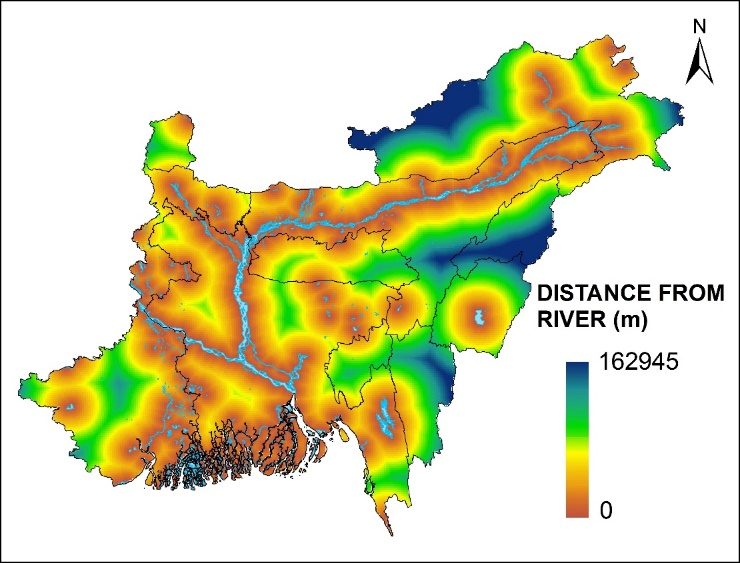 N
DISTANCE FROM
RIVER (m)
162945
0